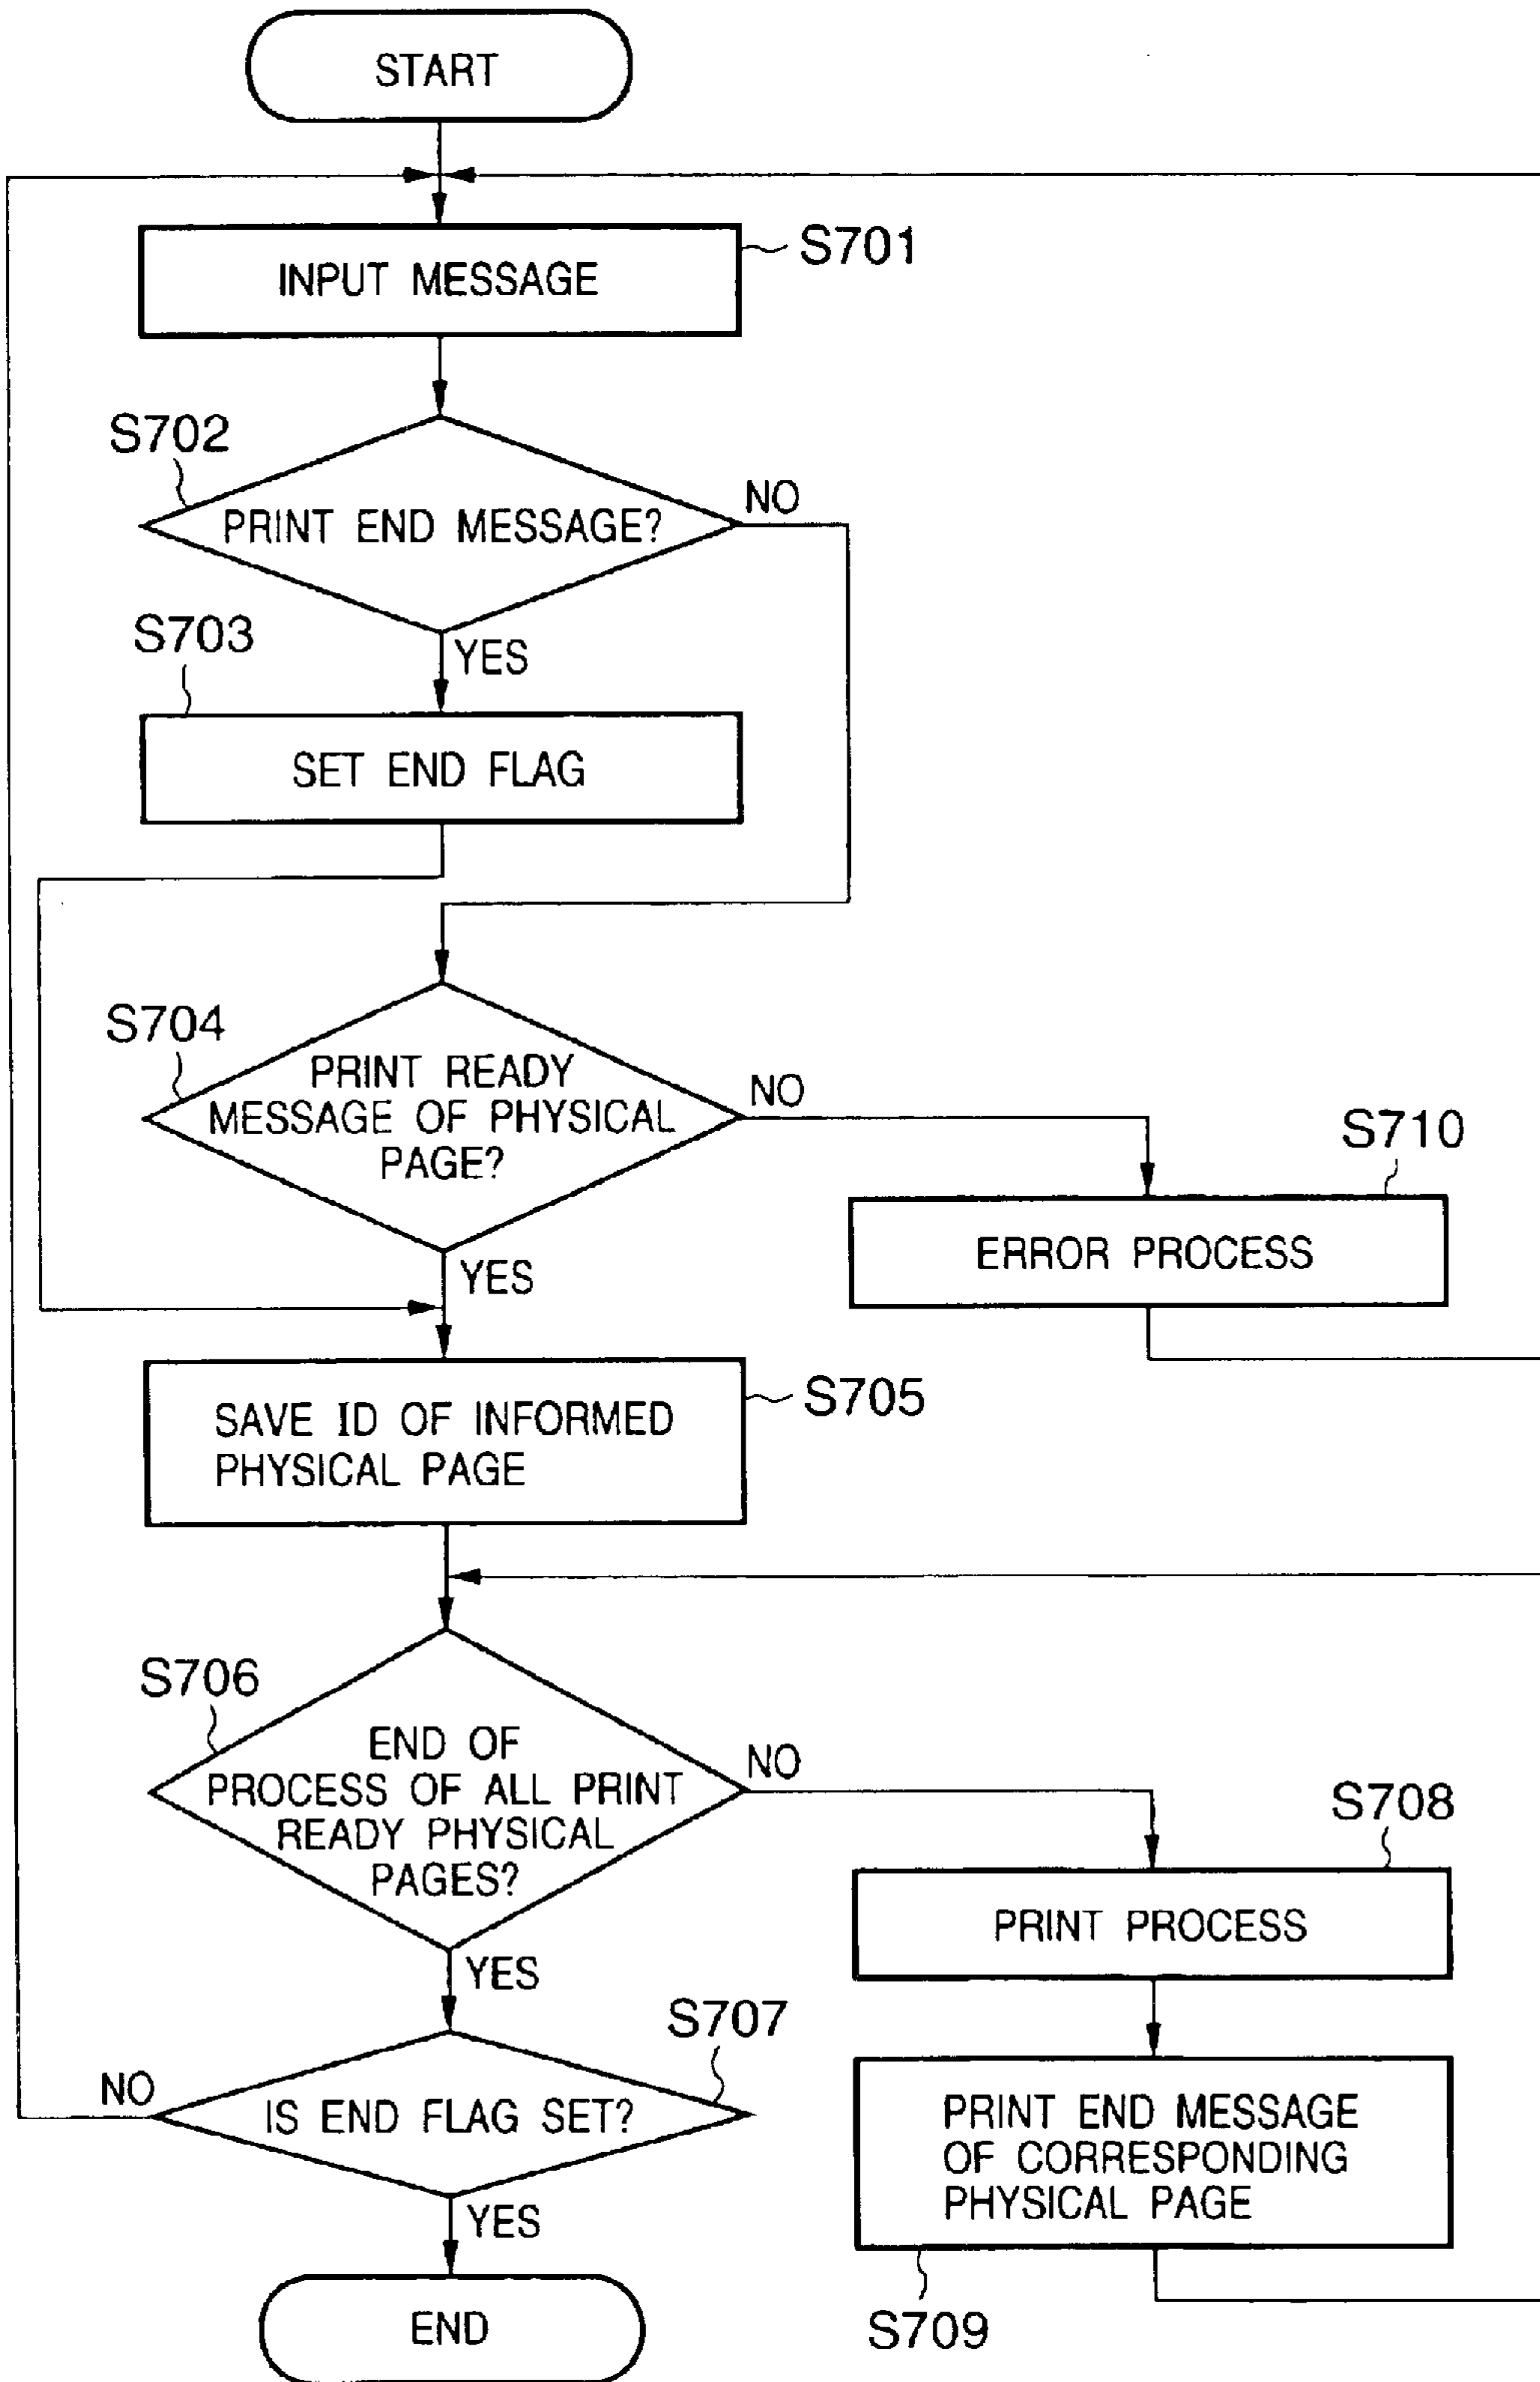 START
INPUT MESSAGE
S701
S702
PRINT END MESSAGE?
NO
YES
S703
SET END FLAG
S704
PRINT READY
MESSAGE OF PHYSICAL
PAGE?
NO
YES
S710
ERROR PROCESS
SAVE ID OF INFORMED
PHYSICAL PAGE
S705
S706
END OF
PROCESS OF ALL PRINT
READY PHYSICAL
PAGES?
NO
YES
S708
PRINT PROCESS
S707
IS END FLAG SET?
NO
YES
PRINT END MESSAGE
OF CORRESPONDING
PHYSICAL PAGE
S709
END